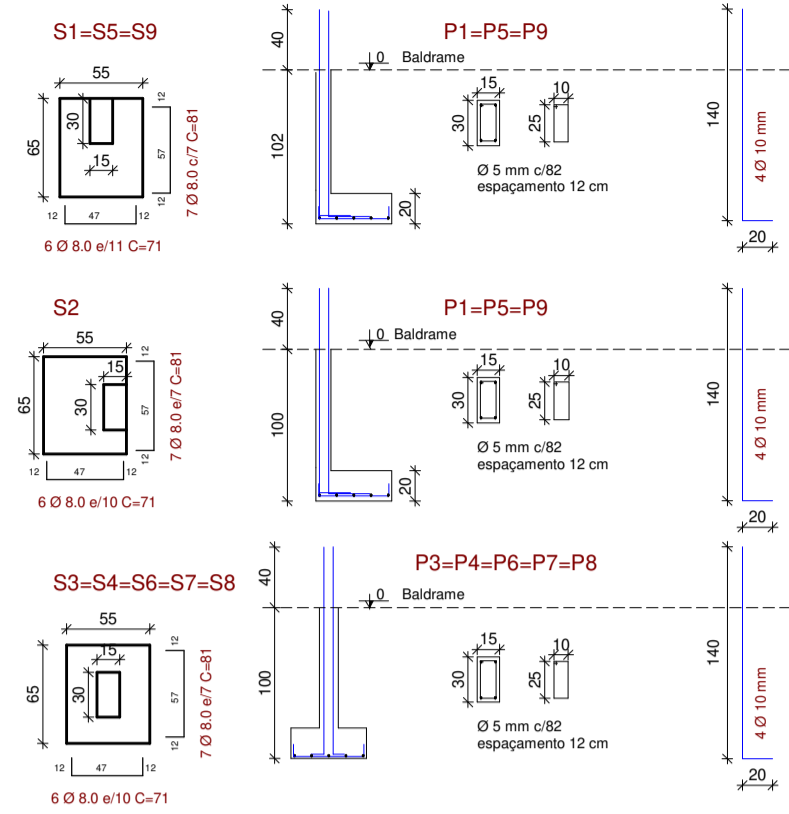 S1=S5=S9
P1=P5=P9
55
65
30
15
12
57
12
12
47
12
7 Ø 8.0 c/7 C=81
6 Ø 8.0 e/11 C=71
40
102
0 Baldrame
20
15
30
10
25
Ø 5 mm c/82
espaçamento 12 cm
140
4 Ø 10 mm
20
S2
P1=P5=P9
55
65
30
15
12
57
12
12
47
12
7 Ø 8.0 e/7 C=81
6 Ø 8.0 e/10 C=71
40
100
0 Baldrame
20
15
30
10
25
Ø 5 mm c/82
espaçamento 12 cm
140
4 Ø 10 mm
20
S3=S4=S6=S7=S8
P3=P4=P6=P7=P8
55
65
30
15
12
57
12
12
47
12
7 Ø 8.0 e/7 C=81
6 Ø 8.0 e/10 C=71
40
100
0 Baldrame
15
30
10
25
Ø 5 mm c/82
espaçamento 12 cm
140
4 Ø 10 mm
20